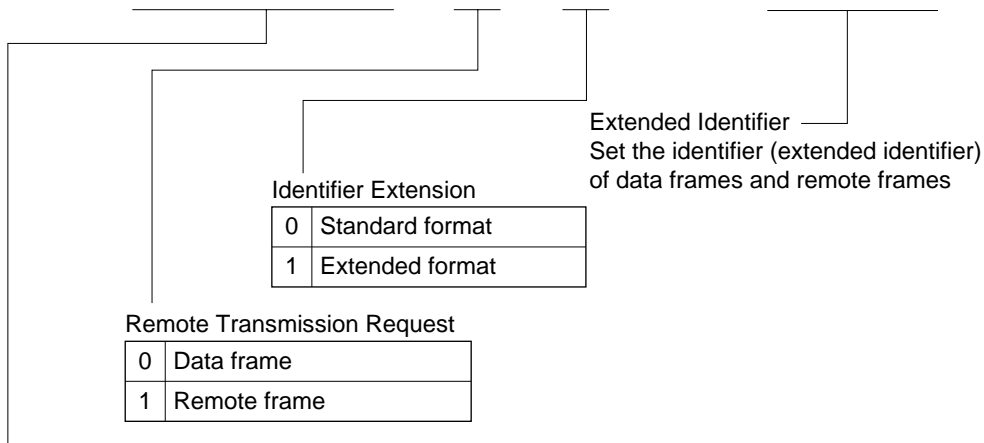 Extended Identifier
Set the identifier (extended identifier)
of data frames and remote frames
Identifier Extension
0 Standard format
1 Extended format
Remote Transmission Request
0 Data frame
1 Remote frame